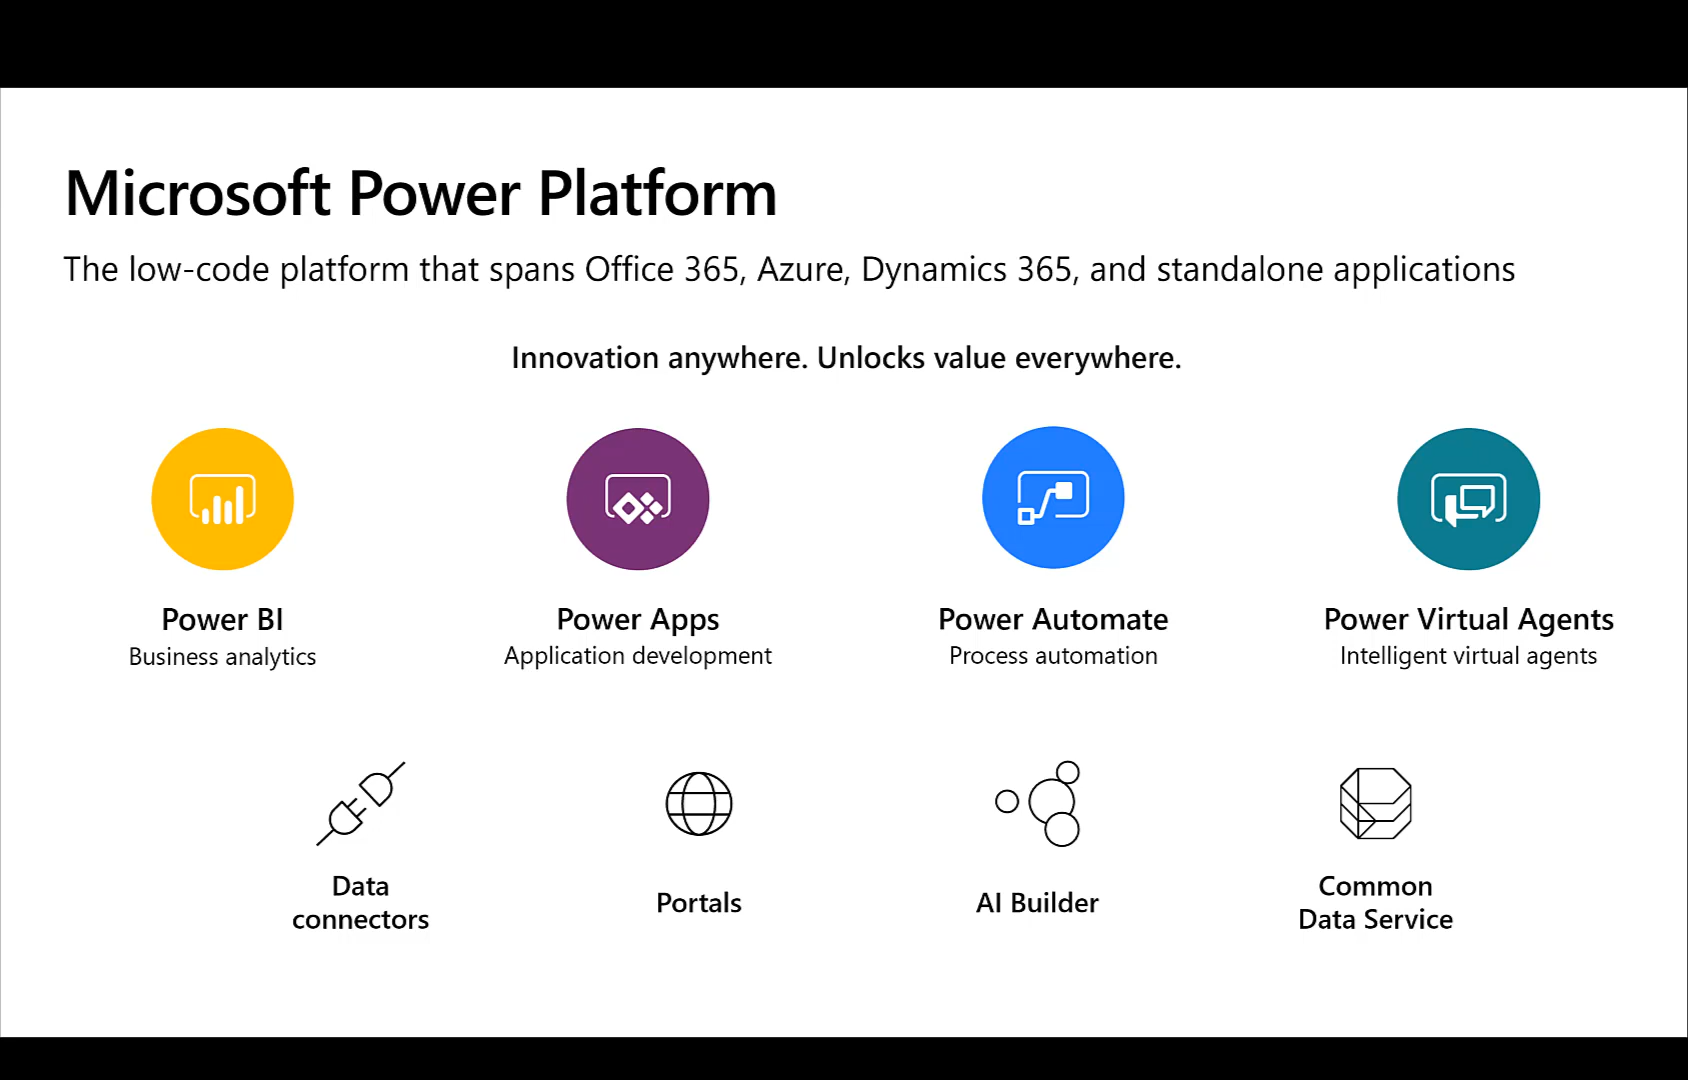 Microsoft Power Platform
The low-code platform that spans Office 365, Azure, Dynamics 365, and standalone applications
Innovation anywhere. Unlocks value everywhere.
Power BI
Business analytics
Power Apps
Application development
Power Automate
Process automation
Power Virtual Agents
Intelligent virtual agents
Data
connectors
Portals
AI Builder
Common
Data Service